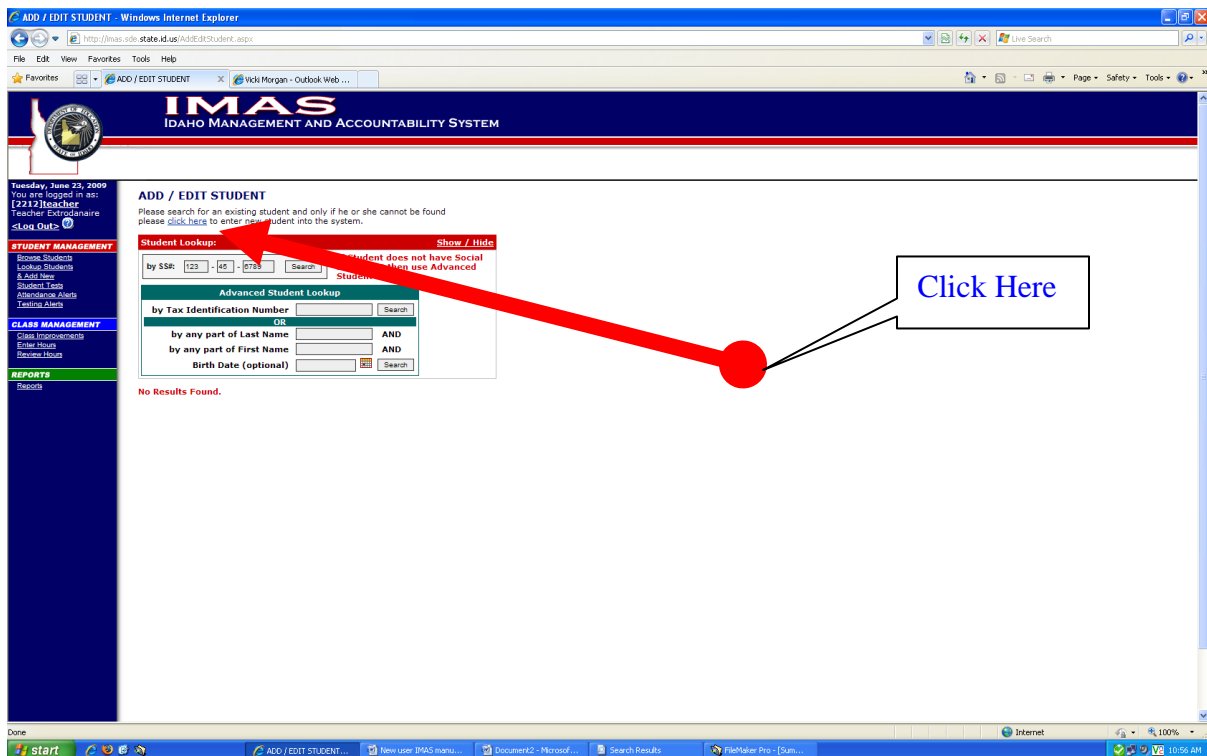 ADD / EDIT STUDENT - Windows Internet Explorer
http://imas.sde.state.id.us/AddEditStudent.aspx
Live Search
File Edit View Favorites Tools Help
Favorites
ADD / EDIT STUDENT
Vicki Morgan - Outlook Web ...
Page
Safety
Tools
IMAS
IDAHO MANAGEMENT AND ACCOUNTABILITY SYSTEM
Tuesday, June 23, 2009
You are logged in as:
[2212]teacher
Teacher Extrodanaire
<Log Out>
STUDENT MANAGEMENT
Browse Students
Lookup Students
& Add New
Student Tests
Attendance Alerts
Testing Alerts
CLASS MANAGEMENT
Class Improvements
Enter Hours
Review Hours
REPORTS
Reports
ADD / EDIT STUDENT
Please search for an existing student and only if he or she cannot be found
please click here to enter new student into the system.
Student Lookup:
Show / Hide
by SS#: 123 - 45 - 6789 Search
Student does not have Social
then use Advanced
Student
Advanced Student Lookup
by Tax Identification Number Search
OR
by any part of Last Name AND
by any part of First Name AND
Birth Date (optional) Search
No Results Found.
Click Here
Done
Internet
100%
start
ADD / EDIT STUDENT...
New user IMAS manu...
Document2 - Microsof...
Search Results
FileMaker Pro - [Sum...
10:56 AM